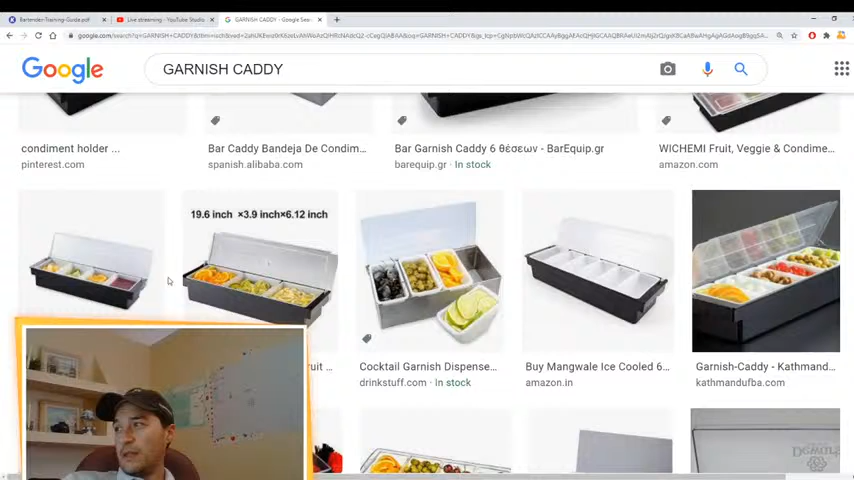 Bartender-Training-Guide.pdf
Live streaming - YouTube Studio
GARNISH CADDY - Google Sea
Google
GARNISH CADDY
condiment holder ...
pinterest.com
Bar Caddy Bandeja De Condim...
spanish.alibaba.com
Bar Garnish Caddy 6 θέσεων - BarEquip.gr
barequip.gr · In stock
WICHEMI Fruit, Veggie & Condime...
amazon.com
19.6 inch ×3.9 inch×6.12 inch
ruit ...
Cocktail Garnish Dispense...
drinkstuff.com · In stock
Buy Mangwale Ice Cooled 6...
amazon.in
Garnish-Caddy - Kathmand...
kathmandufba.com